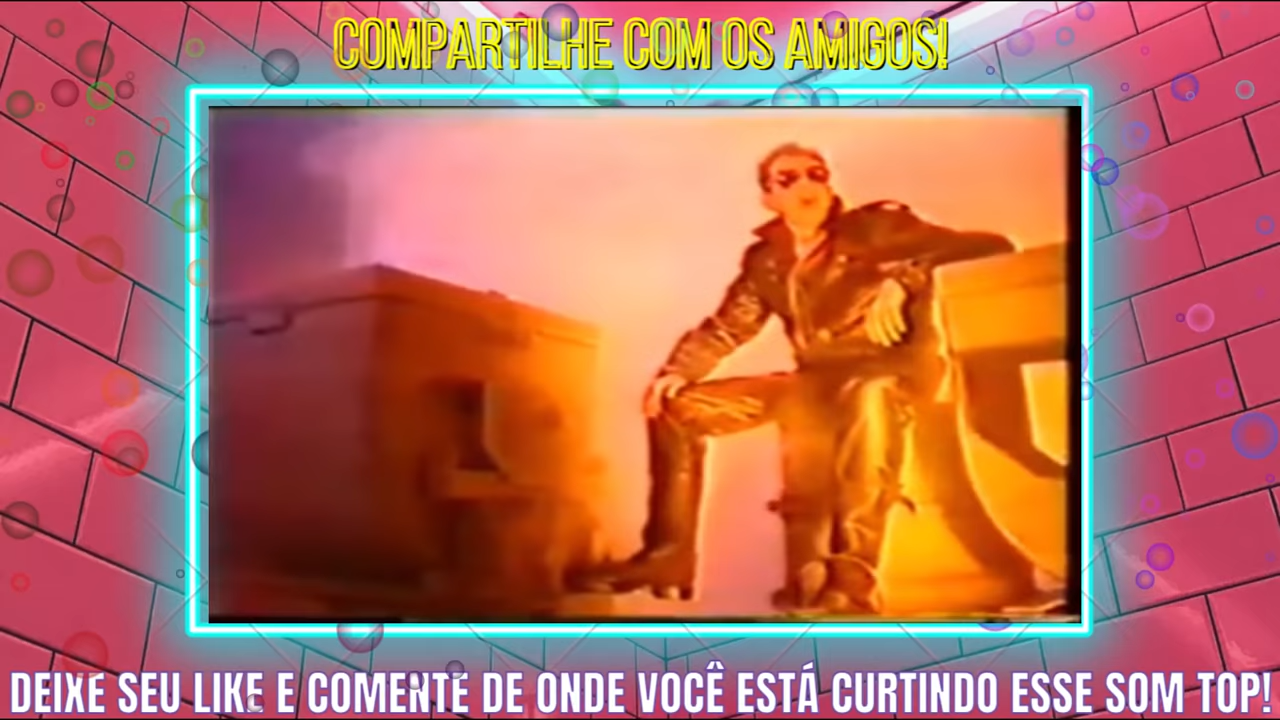 COMPARTILHE COM OS AMIGOS!
DEIXE SEU LIKE E COMENTE DE ONDE VOCÊ ESTÁ CURTINDO ESSE SOM TOP!